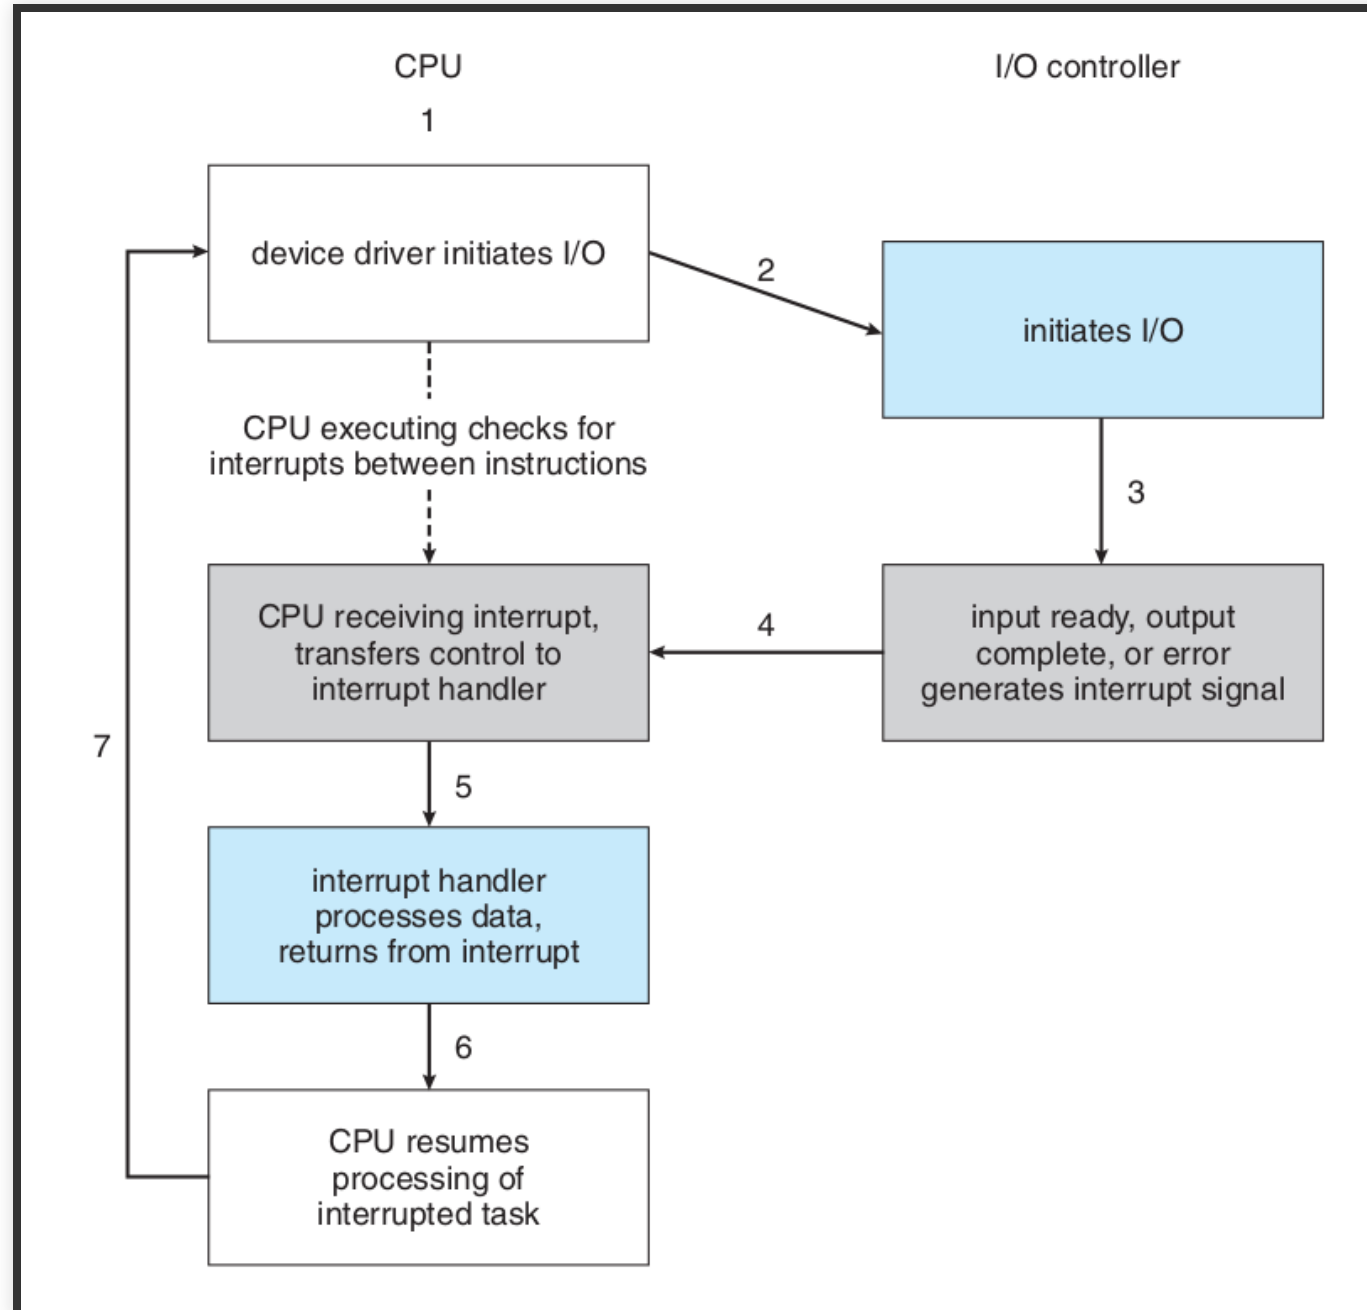 CPU
I/O controller
1
device driver initiates I/O
2
initiates I/O
CPU executing checks for
interrupts between instructions
3
CPU receiving interrupt,
transfers control to
interrupt handler
4
input ready, output
complete, or error
generates interrupt signal
7
5
interrupt handler
processes data,
returns from interrupt
6
CPU resumes
processing of
interrupted task